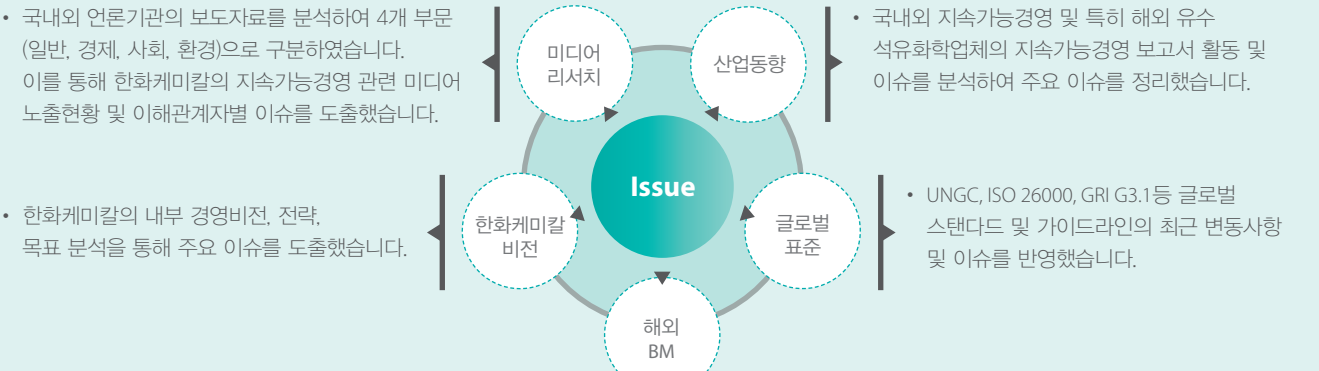 • 국내외 언론기관의 보도자료를 분석하여 4개 부문
(일반, 경제, 사회, 환경)으로 구분하였습니다.
이를 통해 한화케미칼의 지속가능경영 관련 미디어
노출현황 및 이해관계자별 이슈를 도출했습니다.
미디어
리서치
산업동향
• 국내외 지속가능경영 및 특히 해외 유수
석유화학업체의 지속가능경영 보고서 활동 및
이슈를 분석하여 주요 이슈를 정리했습니다.
Issue
• 한화케미칼의 내부 경영비전, 전략,
목표 분석을 통해 주요 이슈를 도출했습니다.
한화케미칼
비전
글로벌
표준
• UNGC, ISO 26000, GRI G3.1등 글로벌
스탠다드 및 가이드라인의 최근 변동사항
및 이슈를 반영했습니다.
해외
BM